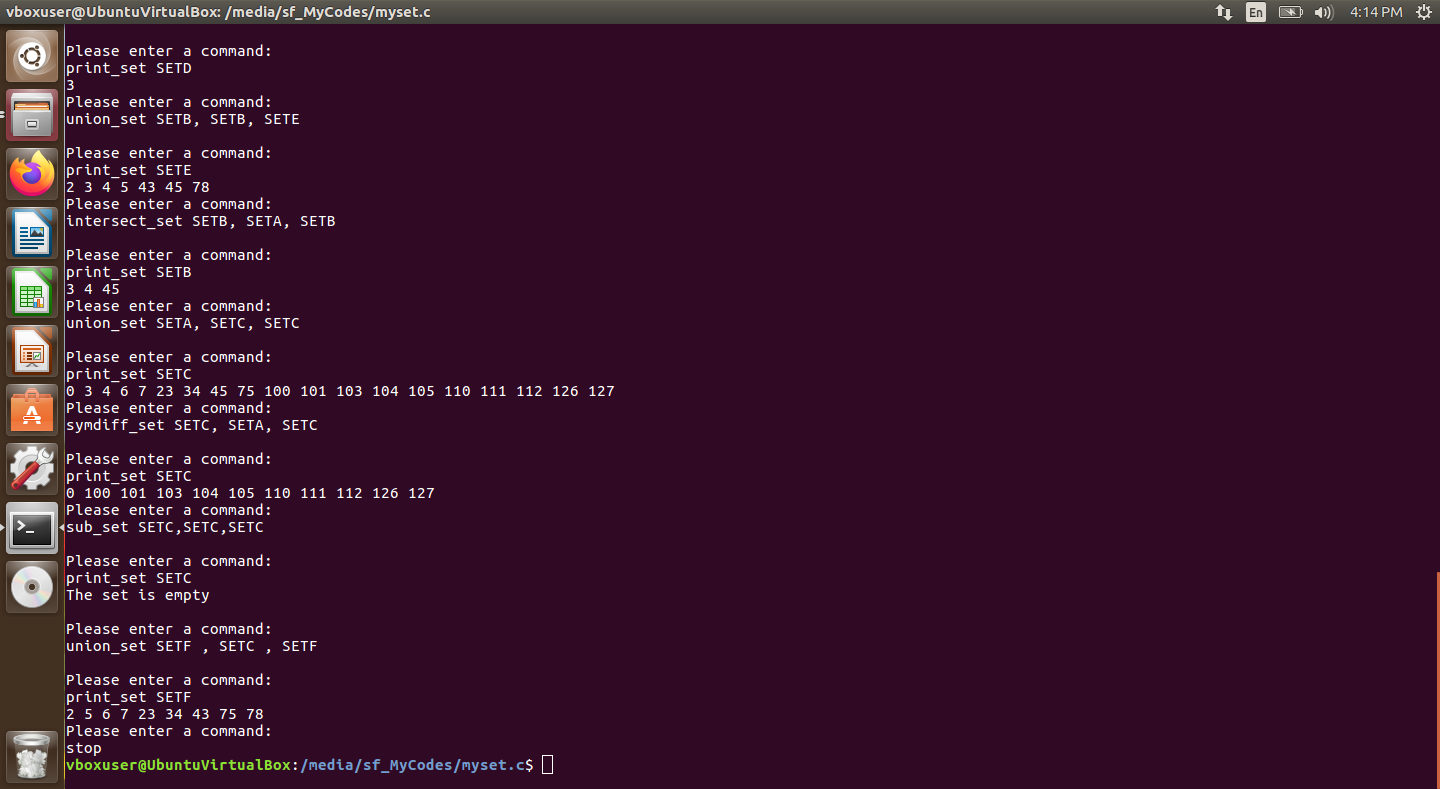 vboxuser@UbuntuVirtualBox: /media/sf_MyCodes/myset.c
En
4:14 PM
Please enter a command:
print_set SETD
3
Please enter a command:
union_set SETB, SETB, SETE
Please enter a command:
print_set SETE
2 3 4 5 43 45 78
Please enter a command:
intersect_set SETB, SETA, SETB
Please enter a command:
print_set SETB
3 4 45
Please enter a command:
union_set SETA, SETC, SETC
Please enter a command:
print_set SETC
0 3 4 6 7 23 34 45 75 100 101 103 104 105 110 111 112 126 127
Please enter a command:
symdiff_set SETC, SETA, SETC
Please enter a command:
print_set SETC
0 100 101 103 104 105 110 111 112 126 127
Please enter a command:
sub_set SETC,SETC,SETC
Please enter a command:
print_set SETC
The set is empty
Please enter a command:
union_set SETF , SETC , SETF
Please enter a command:
print_set SETF
2 5 6 7 23 34 43 75 78
Please enter a command:
stop
vboxuser@UbuntuVirtualBox:/media/sf_MyCodes/myset.c$